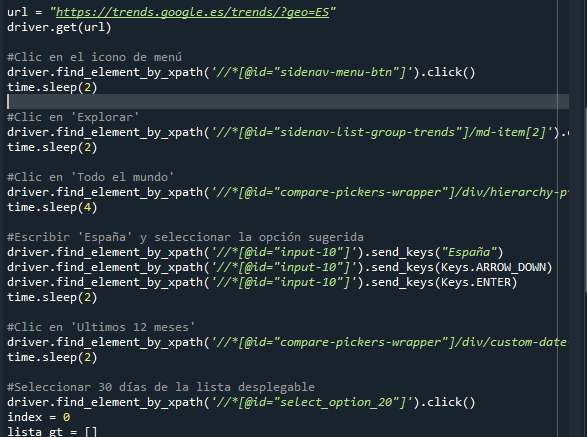 url = "https://trends.google.es/trends/?geo=ES"
driver.get(url)
#Clic en el icono de menú
driver.find_element_by_xpath('//*[@id="sidenav-menu-btn"]').click()
time.sleep(2)
#Clic en 'Explorar'
driver.find_element_by_xpath('//*[@id="sidenav-list-group-trends"]/md-item[2]').
time.sleep(2)
#Clic en 'Todo el mundo'
driver.find_element_by_xpath('//*[@id="compare-pickers-wrapper"]/div/hierarchy-p
time.sleep(4)
#Escribir 'España' y seleccionar la opción sugerida
driver.find_element_by_xpath('//*[@id="input-10"]').send_keys("España")
driver.find_element_by_xpath('//*[@id="input-10"]').send_keys(Keys.ARROW_DOWN)
driver.find_element_by_xpath('//*[@id="input-10"]').send_keys(Keys.ENTER)
time.sleep(2)
#Clic en 'Ultimos 12 meses'
driver.find_element_by_xpath('//*[@id="compare-pickers-wrapper"]/div/custom-date-
time.sleep(2)
#Seleccionar 30 días de la lista desplegable
driver.find_element_by_xpath('//*[@id="select_option_20"]').click()
index = 0
lista_gt = []